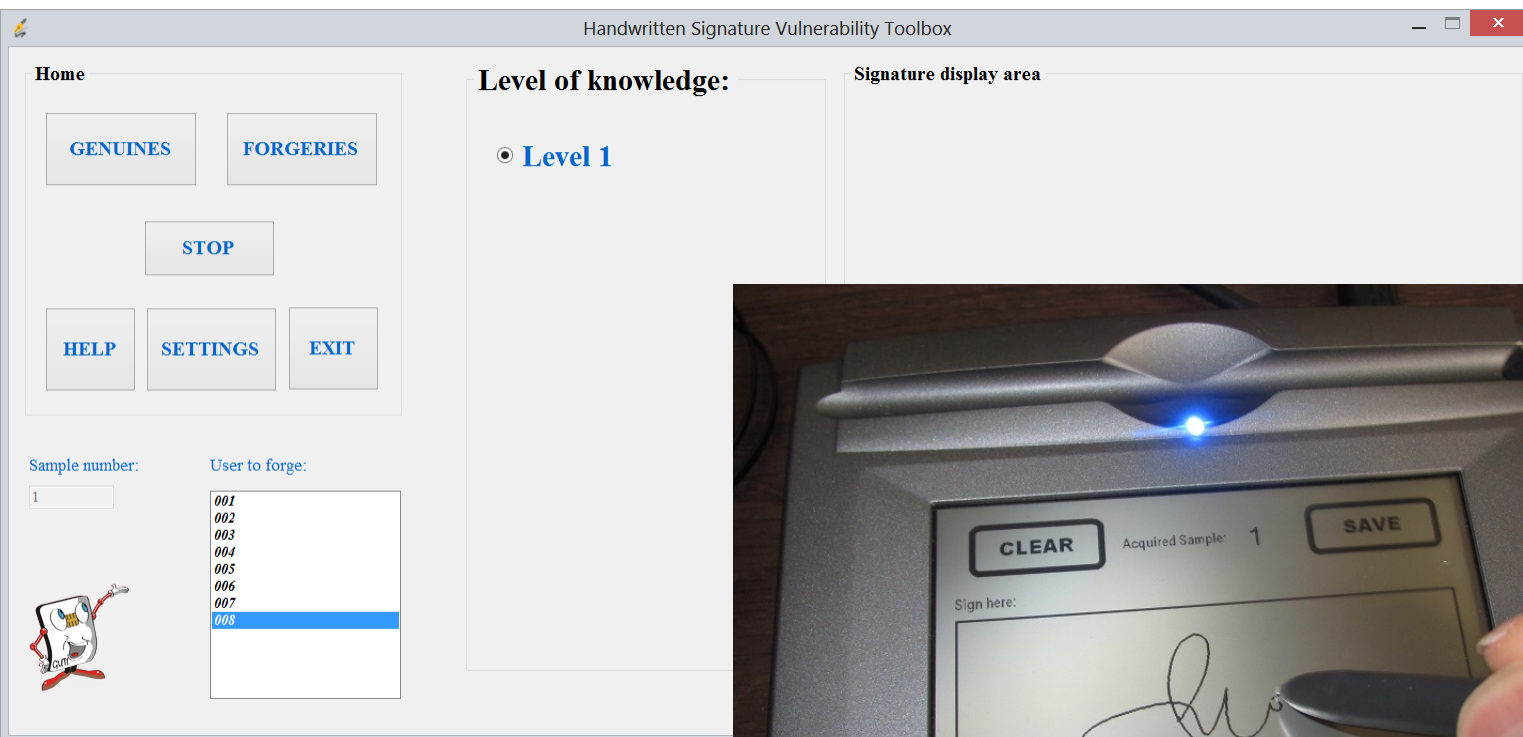 Handwritten Signature Vulnerability Toolbox
Home
GENUINES
FORGERIES
STOP
HELP
SETTINGS
EXIT
Sample number:
1
User to forge:
001
002
003
004
005
006
007
008
GUTI
Level of knowledge:
Level 1
Signature display area
CLEAR
Acquired Sample: 1
SAVE
Sign here: